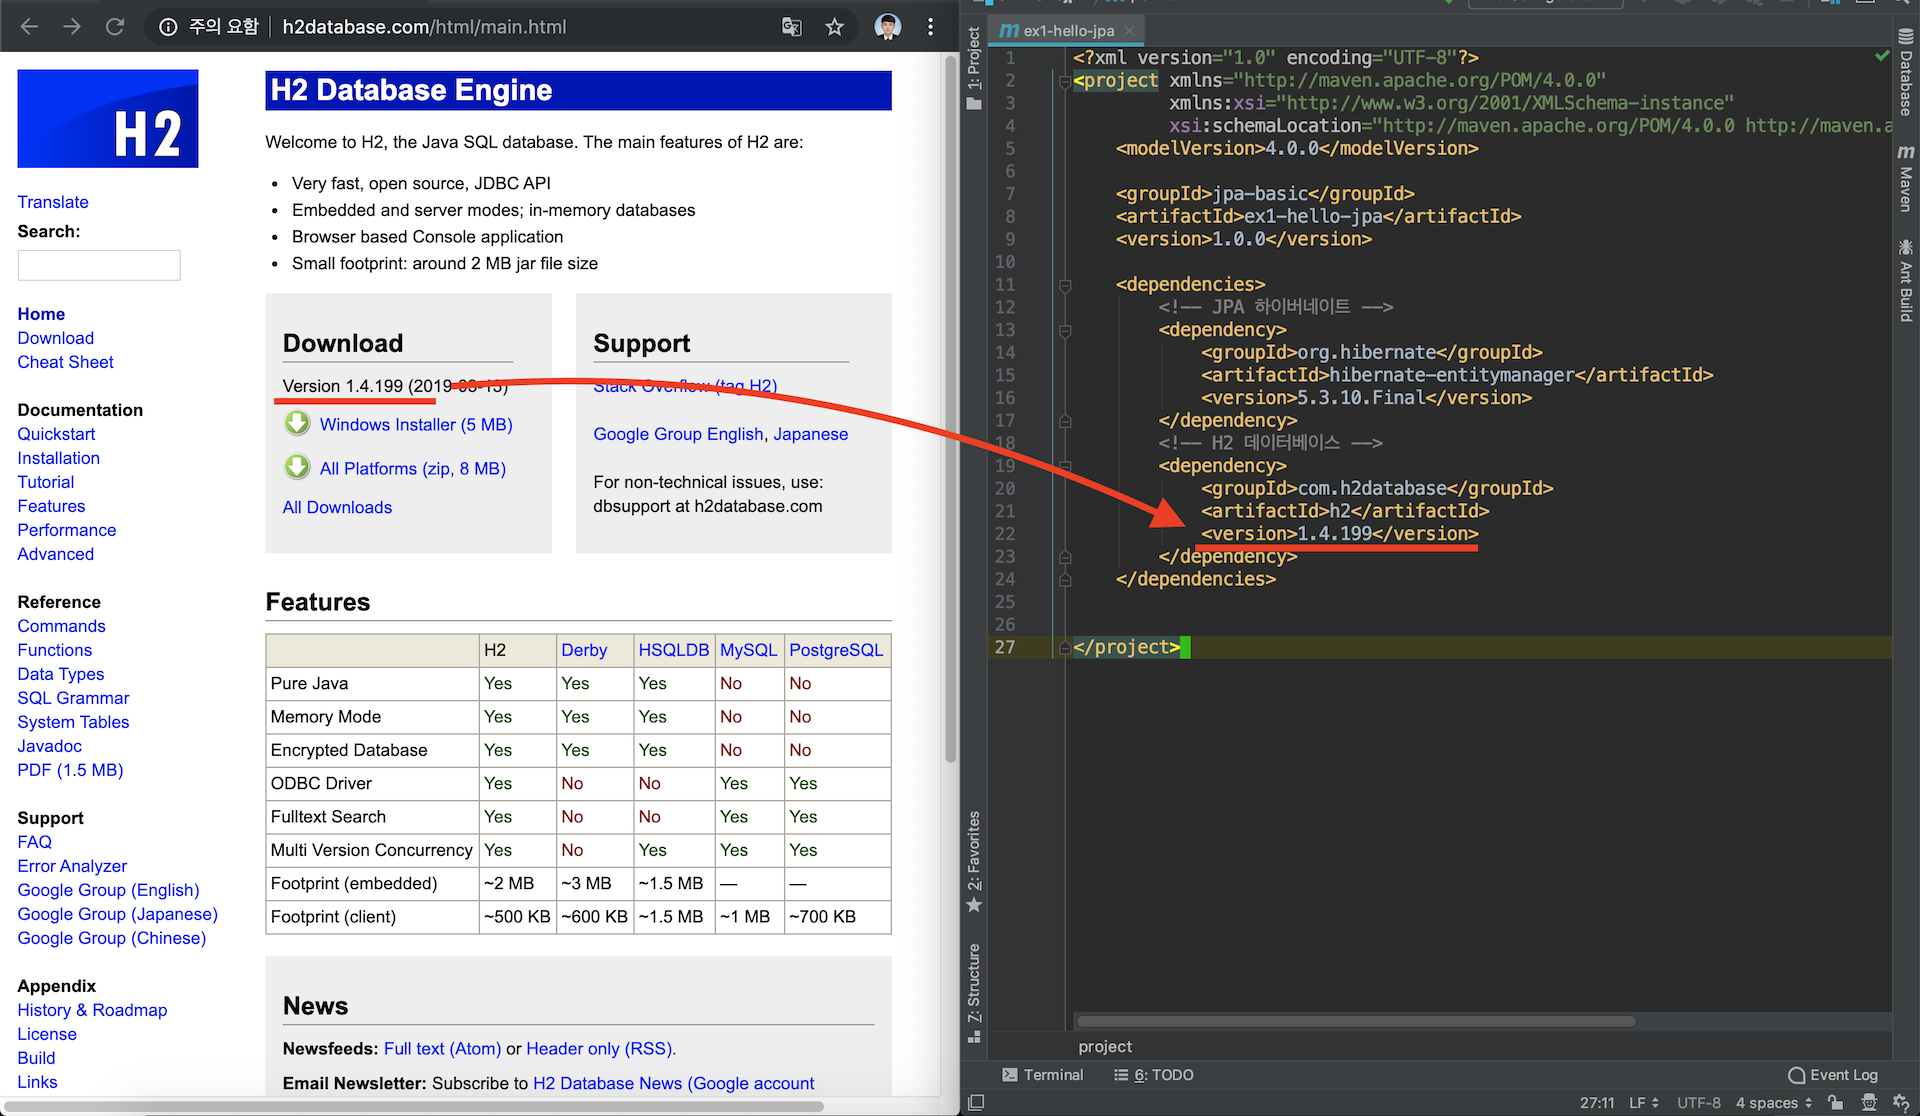 주의 요함 h2database.com/html/main.html
H2
Translate
Search:
Home
Download
Cheat Sheet
Documentation
Quickstart
Installation
Tutorial
Features
Performance
Advanced
Reference
Commands
Functions
Data Types
SQL Grammar
System Tables
Javadoc
PDF (1.5 MB)
Support
FAQ
Error Analyzer
Google Group (English)
Google Group (Japanese)
Google Group (Chinese)
Appendix
History & Roadmap
License
Build
Links
H2 Database Engine
Welcome to H2, the Java SQL database. The main features of H2 are:
• Very fast, open source, JDBC API
• Embedded and server modes; in-memory databases
• Browser based Console application
• Small footprint: around 2 MB jar file size
Download
Version 1.4.199 (2019-03-13)
Windows Installer (5 MB)
All Platforms (zip, 8 MB)
All Downloads
Support
Stack Overflow (tag H2)
Google Group English, Japanese
For non-technical issues, use:
dbsupport at h2database.com
Features
H2 Derby HSQLDB MySQL PostgreSQL
Pure Java Yes Yes Yes No No
Memory Mode Yes Yes Yes No No
Encrypted Database Yes Yes Yes No No
ODBC Driver Yes No No Yes Yes
Fulltext Search Yes No No Yes Yes
Multi Version Concurrency Yes No Yes Yes Yes
Footprint (embedded) ~2 MB ~3 MB ~1.5 MB — —
Footprint (client) ~500 KB ~600 KB ~1.5 MB ~1 MB ~700 KB
News
Newsfeeds: Full text (Atom) or Header only (RSS).
Email Newsletter: Subscribe to H2 Database News (Google account
1: Project
2: Favorites
7: Structure
m ex1-hello-jpa
1 <?xml version="1.0" encoding="UTF-8"?>
2 <project xmlns="http://maven.apache.org/POM/4.0.0"
3 xmlns:xsi="http://www.w3.org/2001/XMLSchema-instance"
4 xsi:schemaLocation="http://maven.apache.org/POM/4.0.0 http://maven.a
5 <modelVersion>4.0.0</modelVersion>
6
7 <groupId>jpa-basic</groupId>
8 <artifactId>ex1-hello-jpa</artifactId>
9 <version>1.0.0</version>
10
11 <dependencies>
12 <!-- JPA 하이버네이트 -->
13 <dependency>
14 <groupId>org.hibernate</groupId>
15 <artifactId>hibernate-entitymanager</artifactId>
16 <version>5.3.10.Final</version>
17 </dependency>
18 <!-- H2 데이터베이스 -->
19 <dependency>
20 <groupId>com.h2database</groupId>
21 <artifactId>h2</artifactId>
22 <version>1.4.199</version>
23 </dependency>
24 </dependencies>
25
26
27 </project>
Database
m Maven
Ant Build
project
Terminal 6: TODO Event Log
27:11 LF UTF-8 4 spaces